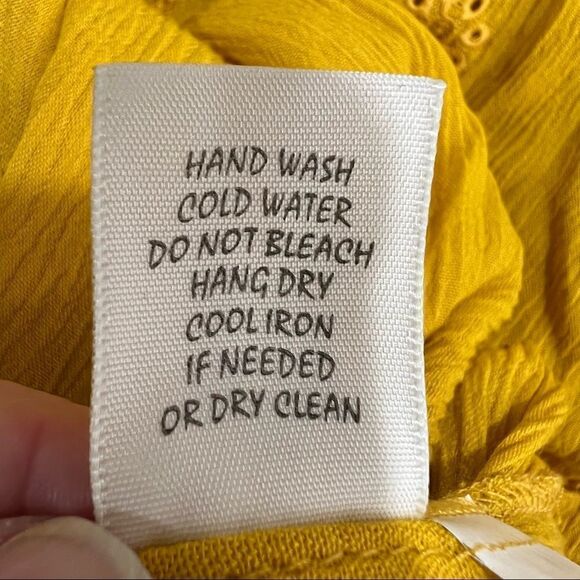 HAND WASH
COLD WATER
DO NOT BLEACH
HANG DRY
COOL IRON
IF NEEDED
OR DRY CLEAN